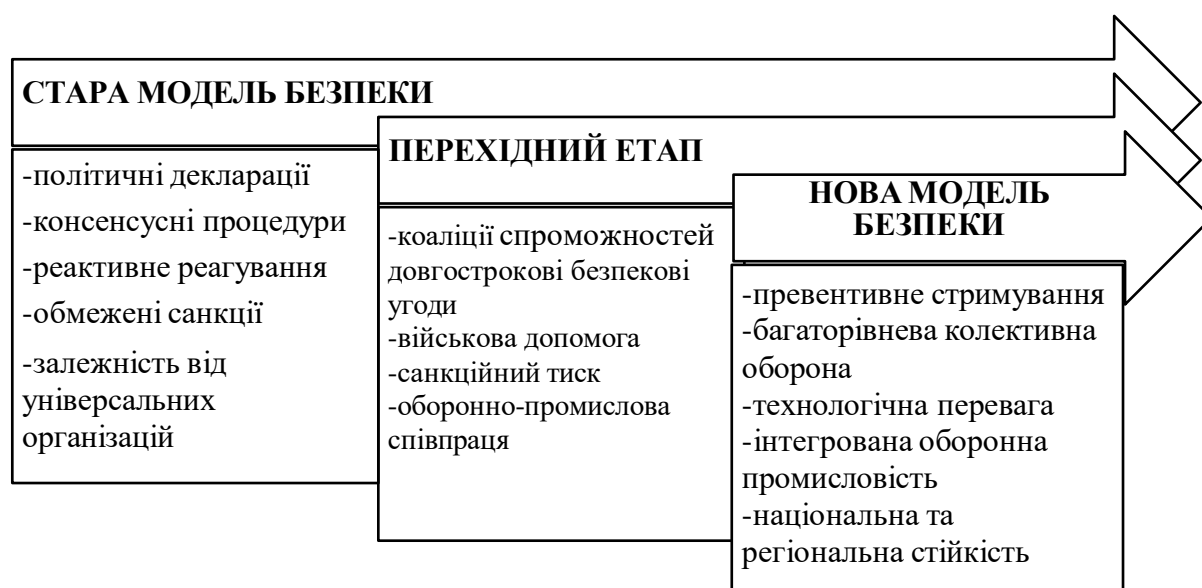 СТАРА МОДЕЛЬ БЕЗПЕКИ
-політичні декларації
-консенсусні процедури
-реактивне реагування
-обмежені санкції
-залежність від
універсальних
організацій
ПЕРЕХІДНИЙ ЕТАП
-коаліції спроможностей
довгострокові безпекові
угоди
-військова допомога
-санкційний тиск
-оборонно-промислова
співпраця
НОВА МОДЕЛЬ
БЕЗПЕКИ
-превентивне стримування
-багаторівнева колективна
оборона
-технологічна перевага
-інтегрована оборонна
промисловість
-національна та
регіональна стійкість